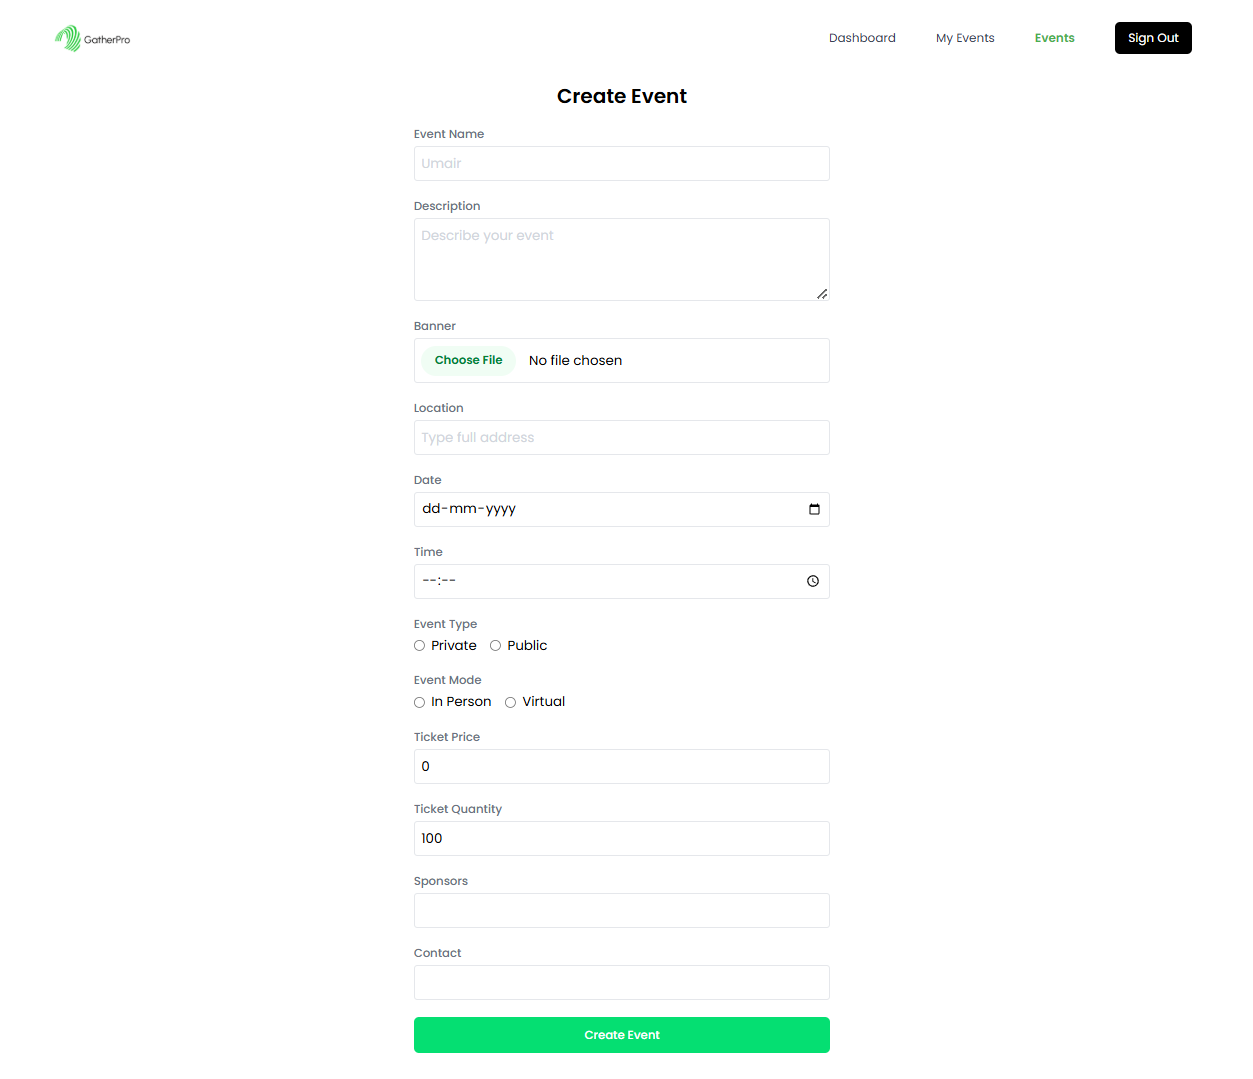 GatherPro
Dashboard My Events Events Sign Out
Create Event
Event Name
Umair
Description
Describe your event
Banner
Choose File No file chosen
Location
Type full address
Date
dd-mm-yyyy
Time
--:--
Event Type
Private Public
Event Mode
In Person Virtual
Ticket Price
0
Ticket Quantity
100
Sponsors
Contact
Create Event